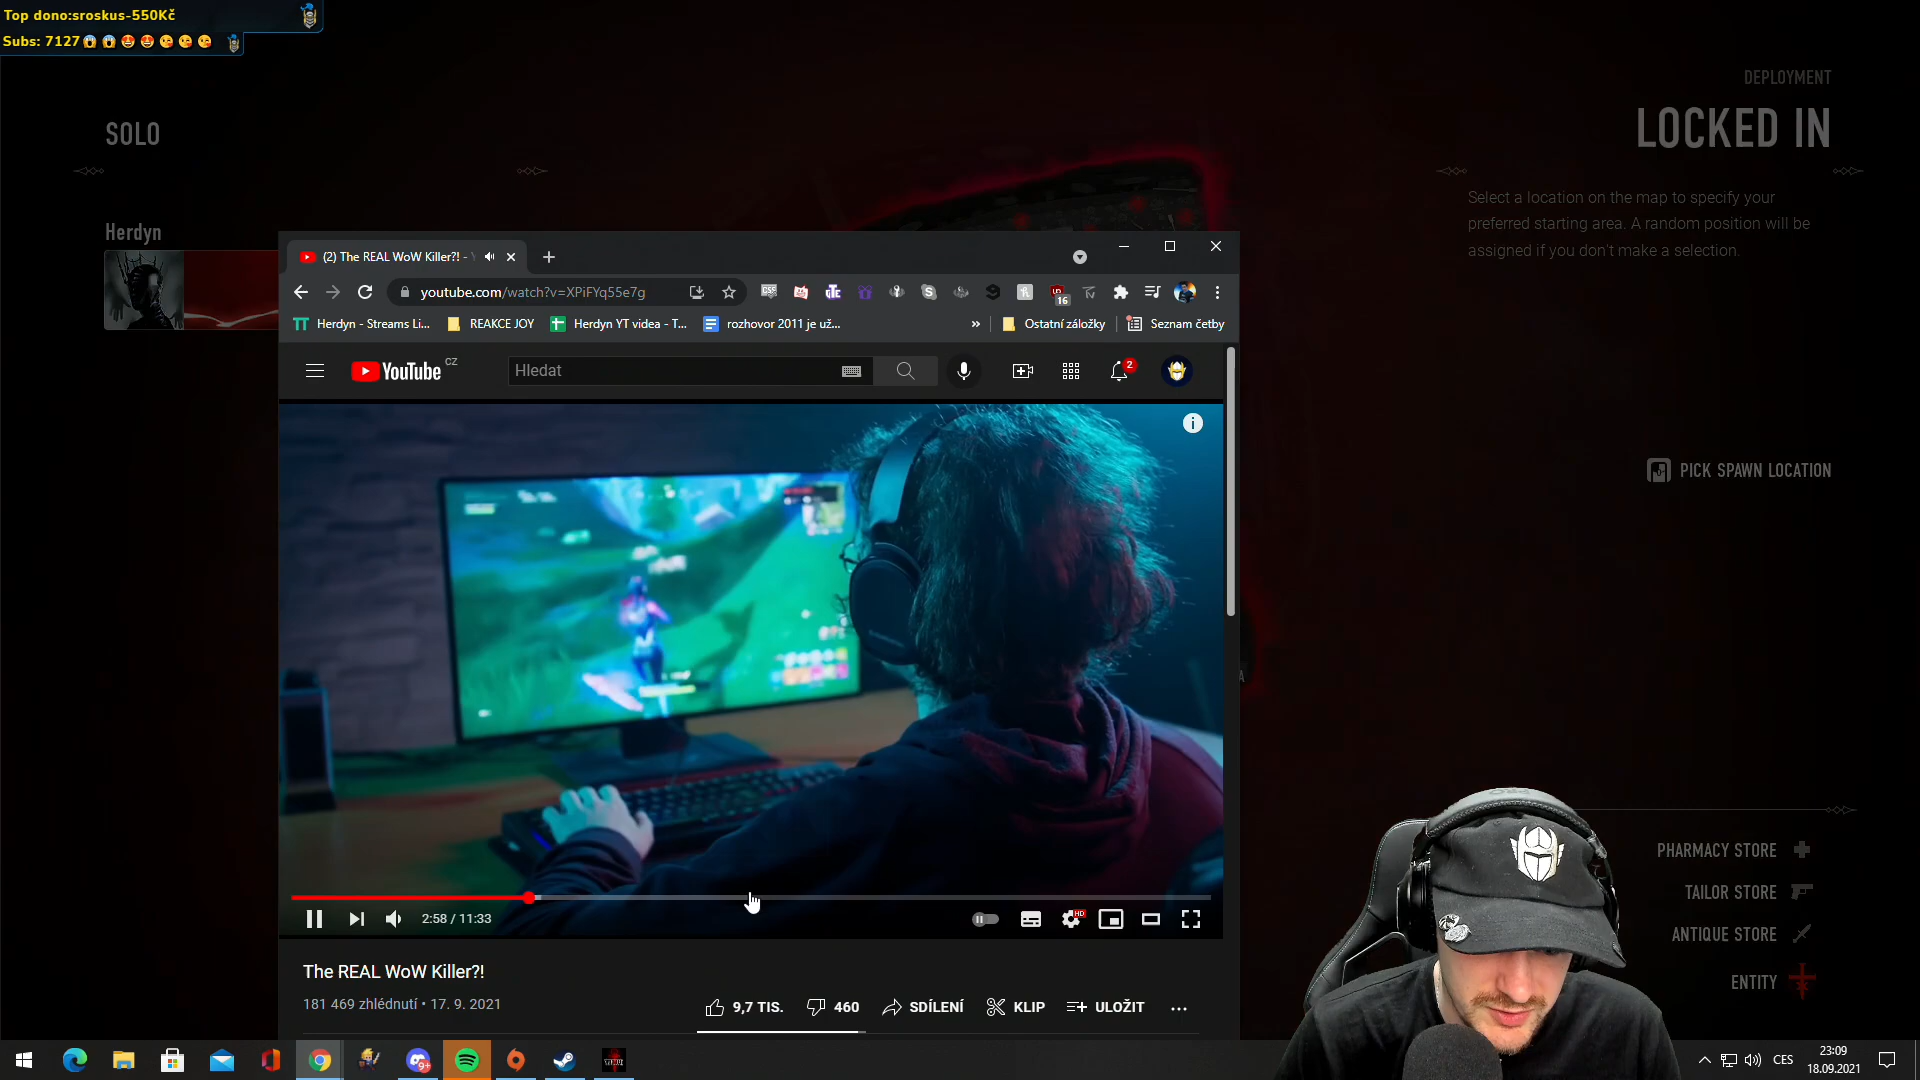 Top dono:sroskus-550Kč
Subs: 7127
SOLO
Herdyn
DEPLOYMENT
LOCKED IN
Select a location on the map to specify your
preferred starting area. A random position will be
assigned if you don't make a selection.
PICK SPAWN LOCATION
PHARMACY STORE
TAILOR STORE
ANTIQUE STORE
ENTITY
(2) The REAL WoW Killer?! -
youtube.com/watch?v=XPiFYq55e7g
16
Herdyn - Streams Li...
REAKCE JOY
Herdyn YT videa - T...
rozhovor 2011 je už...
»
Ostatní záložky
Seznam četby
YouTube CZ
Hledat
2
2:58 / 11:33
HD
The REAL WoW Killer?!
181 469 zhlédnutí • 17. 9. 2021
9,7 TIS.
460
SDÍLENÍ
KLIP
ULOŽIT
9+
CES
23:09
18.09.2021